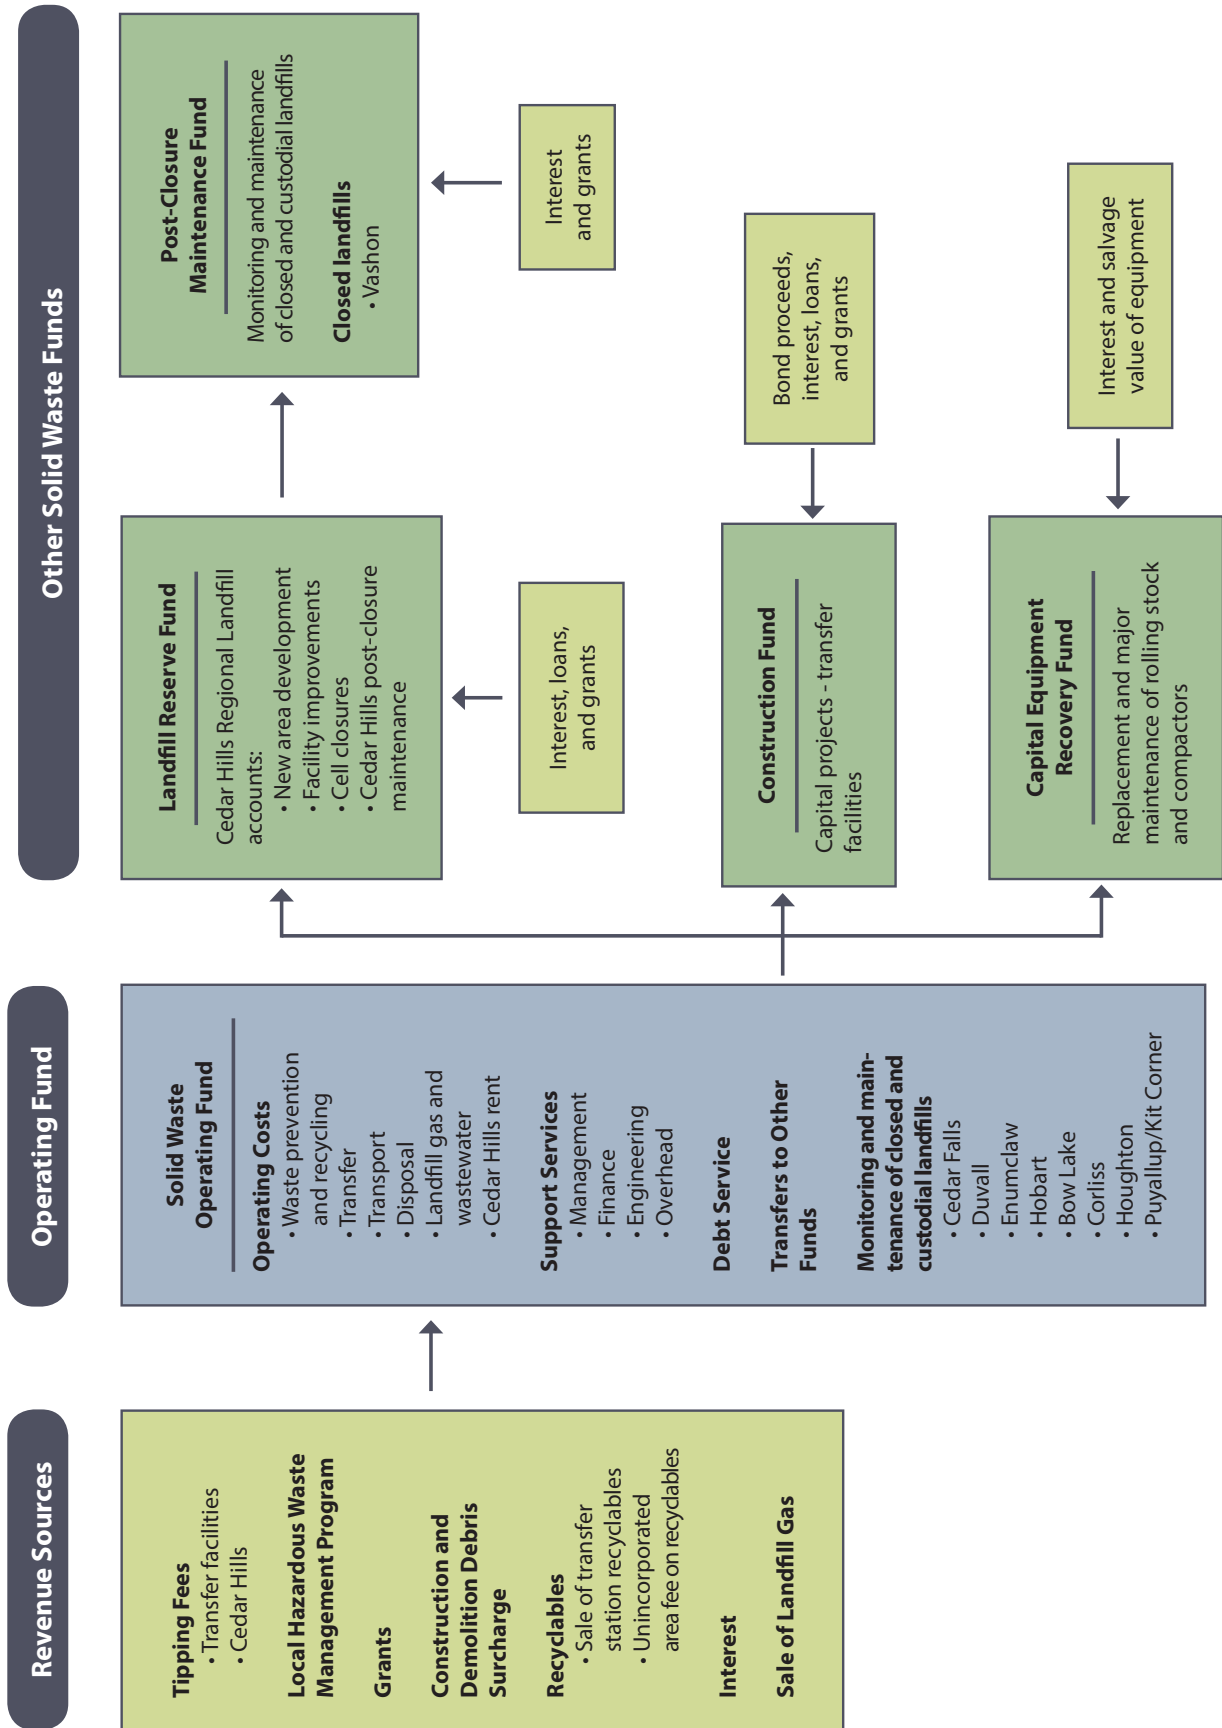 Revenue Sources
Tipping Fees
• Transfer facilities
• Cedar Hills
Local Hazardous Waste
Management Program
Grants
Construction and
Demolition Debris
Surcharge
Recyclables
• Sale of transfer
station recyclables
• Unincorporated
area fee on recyclables
Interest
Sale of Landfill Gas
Operating Fund
Solid Waste
Operating Fund
Operating Costs
• Waste prevention
and recycling
• Transfer
• Transport
• Disposal
• Landfill gas and
wastewater
• Cedar Hills rent
Support Services
• Management
• Finance
• Engineering
• Overhead
Debt Service
Transfers to Other
Funds
Monitoring and main-
tenance of closed and
custodial landfills
• Cedar Falls
• Duvall
• Enumclaw
• Hobart
• Bow Lake
• Corliss
• Houghton
• Puyallup/Kit Corner
Other Solid Waste Funds
Landfill Reserve Fund
Cedar Hills Regional Landfill
accounts:
• New area development
• Facility improvements
• Cell closures
• Cedar Hills post-closure
maintenance
Interest, loans,
and grants
Post-Closure
Maintenance Fund
Monitoring and maintenance
of closed and custodial landfills
Closed landfills
• Vashon
Interest
and grants
Construction Fund
Capital projects - transfer
facilities
Bond proceeds,
interest, loans,
and grants
Capital Equipment
Recovery Fund
Replacement and major
maintenance of rolling stock
and compactors
Interest and salvage
value of equipment